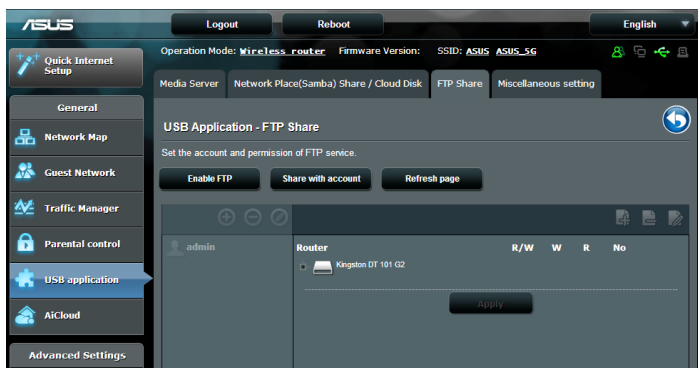 ASUS
Logout
Reboot
English
Quick Internet
Setup
Operation Mode: Wireless router Firmware Version: SSID: ASUS ASUS_5G
Media Server
Network Place(Samba) Share / Cloud Disk
FTP Share
Miscellaneous setting
General
Network Map
Guest Network
Traffic Manager
Parental control
USB application
AiCloud
Advanced Settings
USB Application - FTP Share
Set the account and permission of FTP service.
Enable FTP
Share with account
Refresh page
admin
Router R/W W R No
Kingston DT 101 G2
Apply